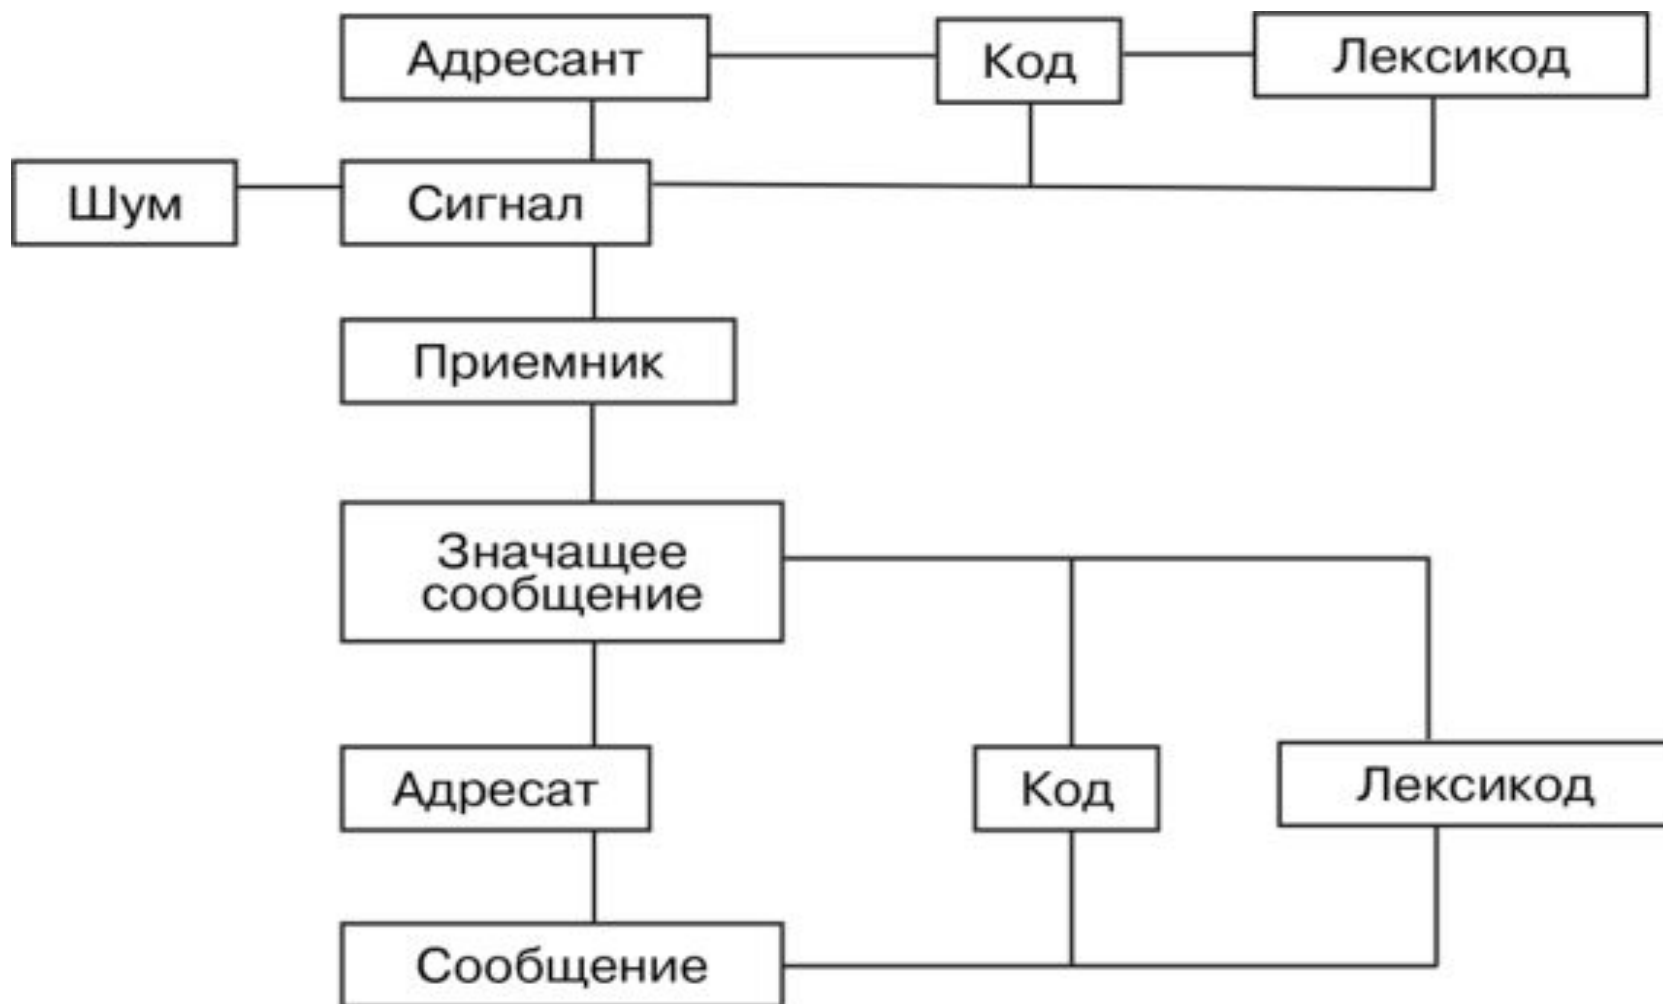 Адресант
Код
Лексикод
Шум
Сигнал
Приемник
Значащее
сообщение
Адресат
Код
Лексикод
Сообщение